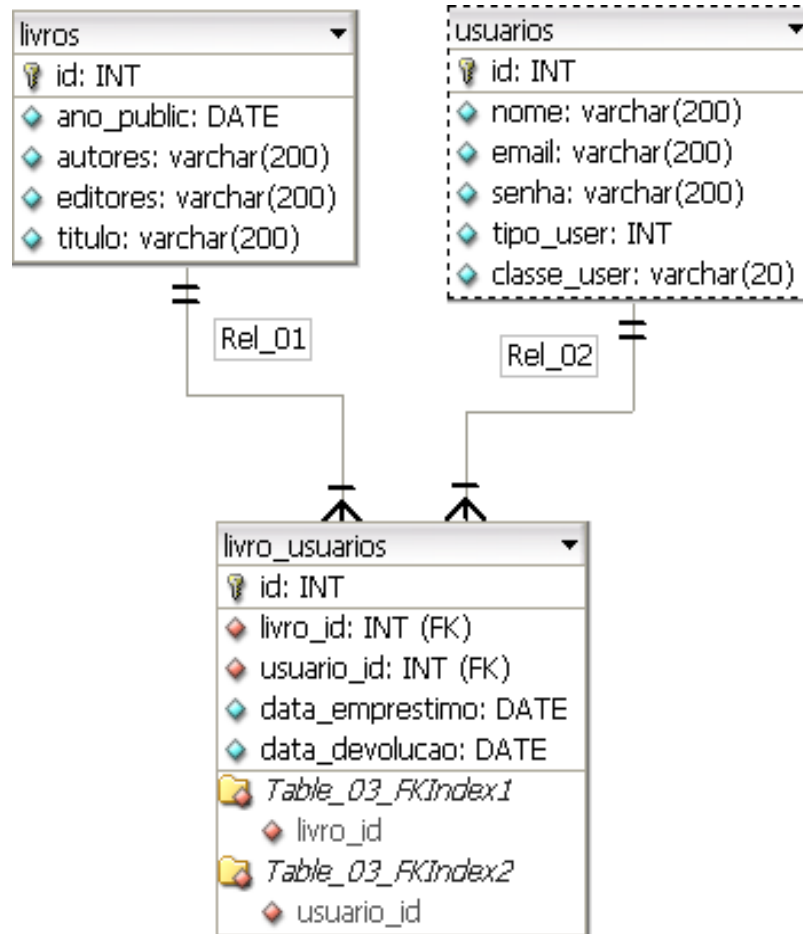 livros
id: INT
ano_public: DATE
autores: varchar(200)
editores: varchar(200)
titulo: varchar(200)
usuarios
id: INT
nome: varchar(200)
email: varchar(200)
senha: varchar(200)
tipo_user: INT
classe_user: varchar(20)
Rel_01
Rel_02
livro_usuarios
id: INT
livro_id: INT (FK)
usuario_id: INT (FK)
data_emprestimo: DATE
data_devolucao: DATE
Table_03_FKIndex1
livro_id
Table_03_FKIndex2
usuario_id